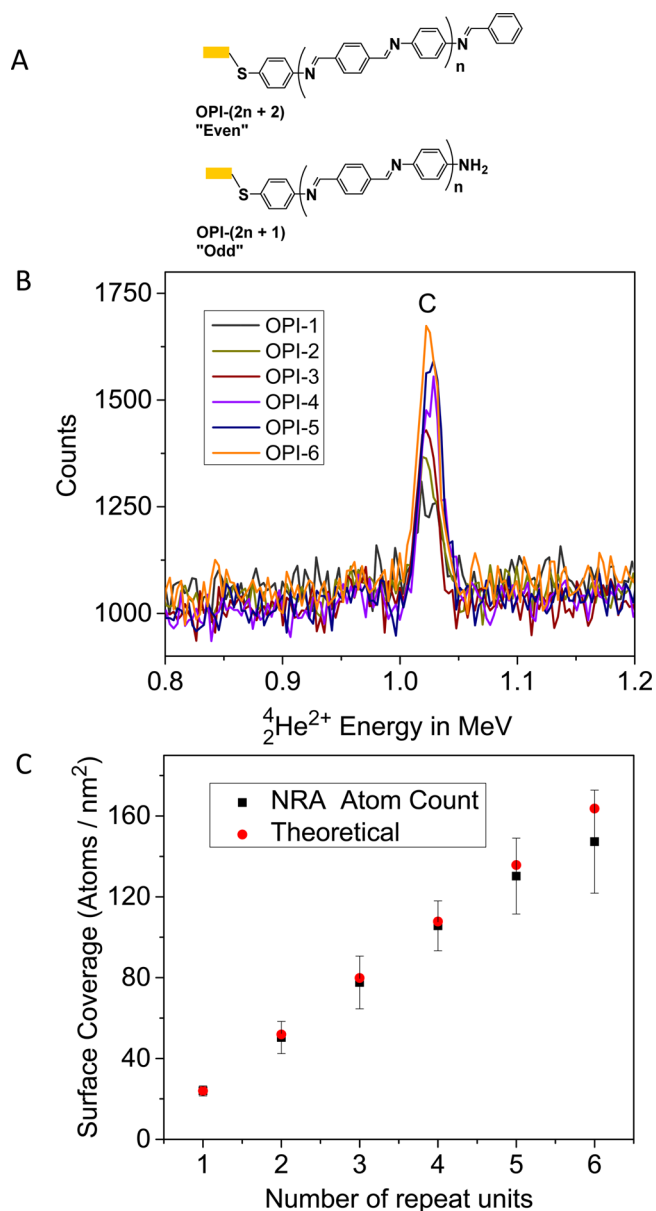 A
S
N
N
N
n
OPI-(2n + 2)
"Even"
S
N
N
NH2
n
OPI-(2n + 1)
"Odd"
B
1750
1500
1250
1000
Counts
C
OPI-1
OPI-2
OPI-3
OPI-4
OPI-5
OPI-6
0.8
0.9
1.0
1.1
1.2
⁴₂He²⁺ Energy in MeV
C
160
120
80
40
0
Surface Coverage (Atoms / nm²)
NRA Atom Count
Theoretical
1
2
3
4
5
6
Number of repeat units